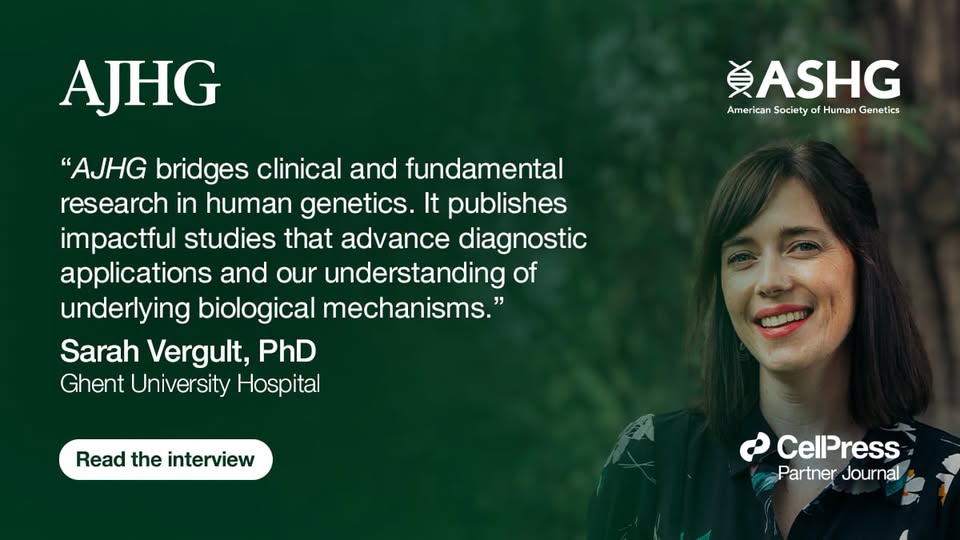 AJHG
ASHG
American Society of Human Genetics
“AJHG bridges clinical and fundamental
research in human genetics. It publishes
impactful studies that advance diagnostic
applications and our understanding of
underlying biological mechanisms.”
Sarah Vergult, PhD
Ghent University Hospital
Read the interview
CellPress
Partner Journal